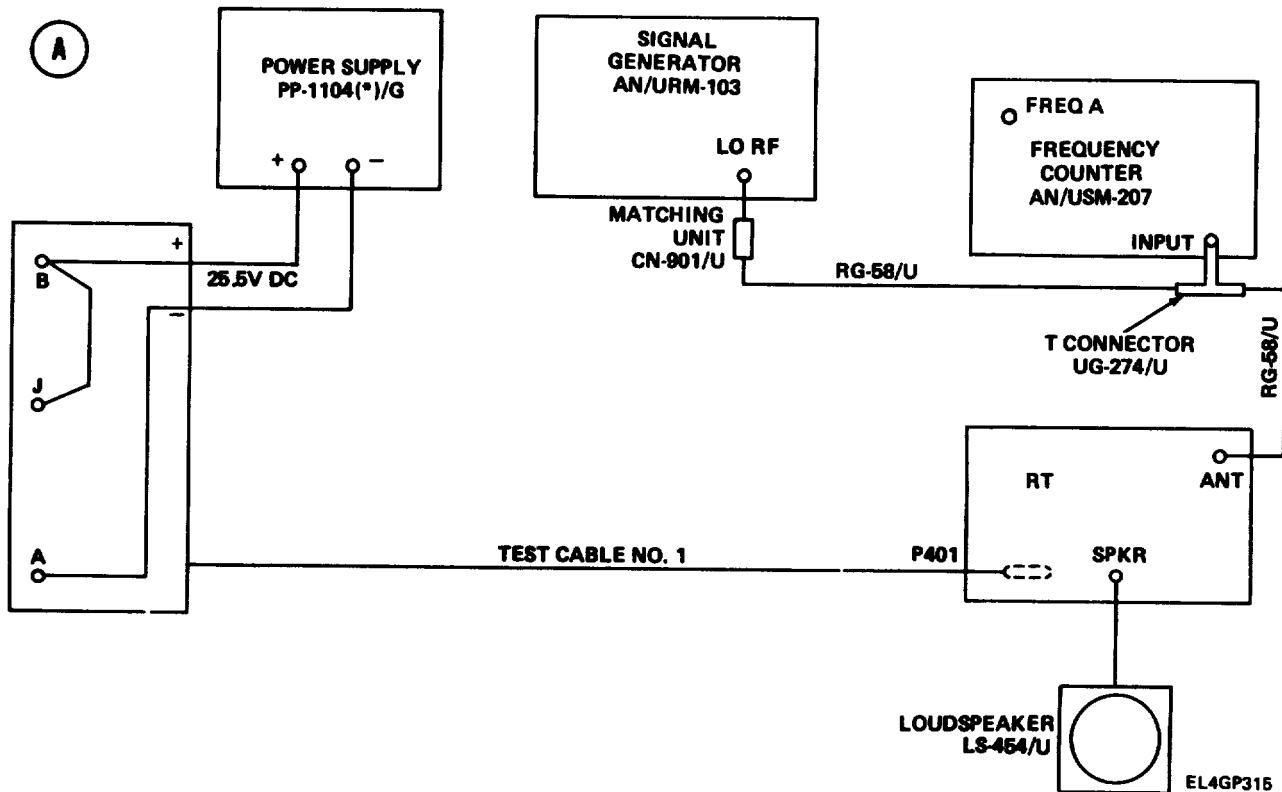 A
POWER SUPPLY
PP-1104(*)/G
+
−
SIGNAL
GENERATOR
AN/URM-103
LO RF
MATCHING
UNIT
CN-901/U
FREQ A
FREQUENCY
COUNTER
AN/USM-207
INPUT
RG-58/U
T CONNECTOR
UG-274/U
RG-58/U
+
B
25.5V DC
−
J
A
TEST CABLE NO. 1
P401
RT
ANT
SPKR
LOUDSPEAKER
LS-454/U
EL4GP315